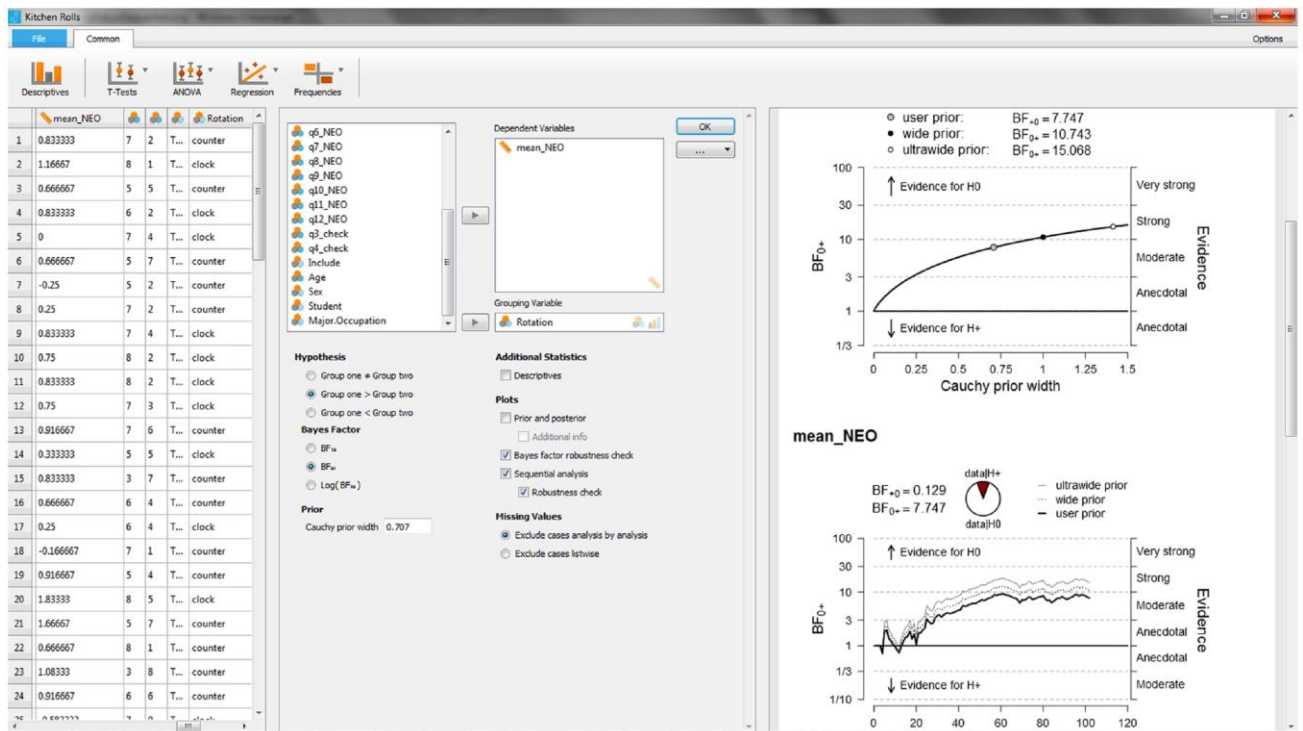 Kitchen Rolls
File Common Options
Descriptives T-Tests ANOVA Regression Frequencies
mean_NEO Rotation
1 0.833333 7 2 T... counter
2 1.16667 8 1 T... clock
3 0.666667 5 5 T... counter
4 0.833333 6 2 T... clock
5 0 7 4 T... clock
6 0.666667 5 7 T... counter
7 -0.25 5 2 T... counter
8 0.25 7 2 T... counter
9 0.833333 7 4 T... clock
10 0.75 8 2 T... clock
11 0.833333 8 2 T... clock
12 0.75 7 3 T... clock
13 0.916667 7 6 T... counter
14 0.333333 5 5 T... clock
15 0.833333 3 7 T... counter
16 0.666667 6 4 T... counter
17 0.25 6 4 T... clock
18 -0.166667 7 1 T... counter
19 0.916667 5 4 T... counter
20 1.83333 8 5 T... clock
21 1.66667 5 7 T... counter
22 0.666667 8 1 T... counter
23 1.08333 3 8 T... counter
24 0.916667 6 6 T... counter
q6_NEO
q7_NEO
q8_NEO
q9_NEO
q10_NEO
q11_NEO
q12_NEO
q3_check
q4_check
Include
Age
Sex
Student
Major.Occupation
Dependent Variables
mean_NEO
OK
...
Grouping Variable
Rotation
Hypothesis
Group one ≠ Group two
Group one > Group two
Group one < Group two
Bayes Factor
BF
BF
Log(BF)
Prior
Cauchy prior width 0.707
Additional Statistics
Descriptives
Plots
Prior and posterior
Additional info
Bayes factor robustness check
Sequential analysis
Robustness check
Missing Values
Exclude cases analysis by analysis
Exclude cases listwise
user prior: BF+0 = 7.747
wide prior: BF0+ = 10.743
ultrawide prior: BF0+ = 15.068
100
30
10
3
1
1/3
BF0+
Evidence for H0
Evidence for H+
Very strong
Strong
Moderate
Anecdotal
Anecdotal
Evidence
0 0.25 0.5 0.75 1 1.25 1.5
Cauchy prior width
mean_NEO
BF+0 = 0.129
BF0+ = 7.747
data|H+
data|H0
ultrawide prior
wide prior
user prior
100
30
10
3
1
1/3
1/10
BF0+
Evidence for H0
Evidence for H+
Very strong
Strong
Moderate
Anecdotal
Anecdotal
Moderate
Evidence
0 20 40 60 80 100 120